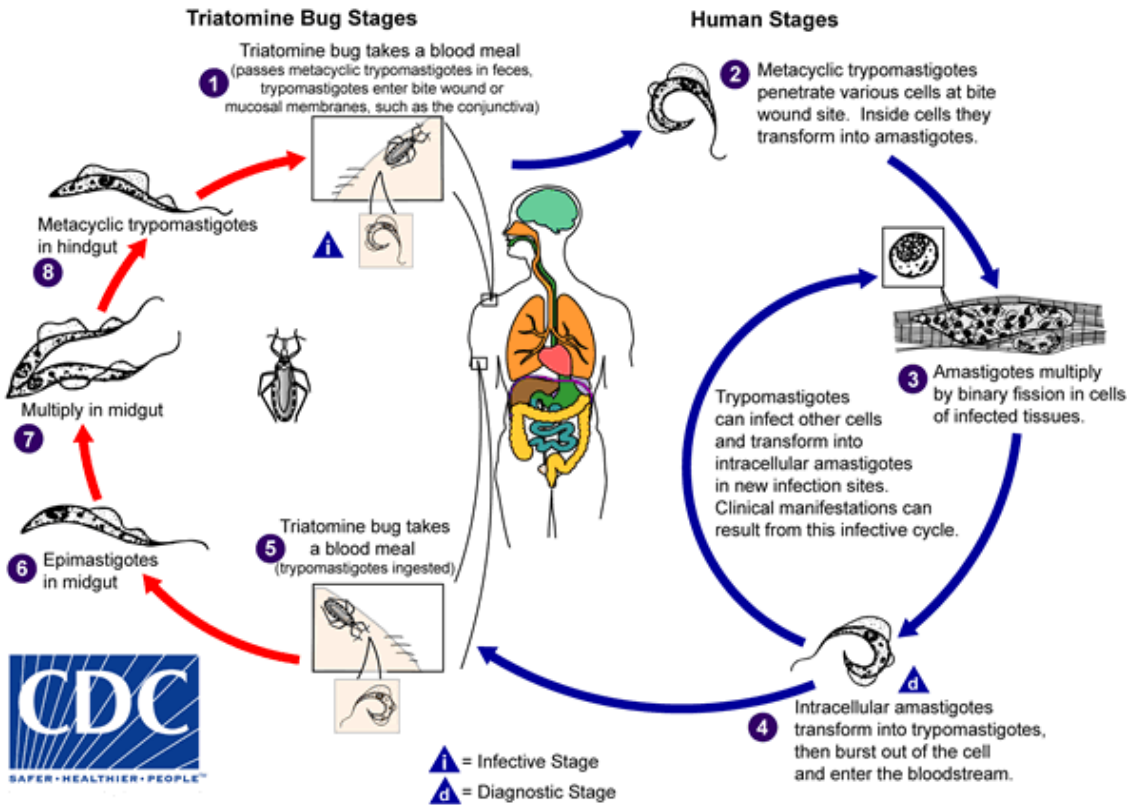 Triatomine Bug Stages
Human Stages
Triatomine bug takes a blood meal
(passes metacyclic trypomastigotes in feces,
trypomastigotes enter bite wound or
mucosal membranes, such as the conjunctiva)
1
i
2
Metacyclic trypomastigotes
penetrate various cells at bite
wound site. Inside cells they
transform into amastigotes.
3
Amastigotes multiply
by binary fission in cells
of infected tissues.
Trypomastigotes
can infect other cells
and transform into
intracellular amastigotes
in new infection sites.
Clinical manifestations can
result from this infective cycle.
d
4
Intracellular amastigotes
transform into trypomastigotes,
then burst out of the cell
and enter the bloodstream.
5
Triatomine bug takes
a blood meal
(trypomastigotes ingested)
6
Epimastigotes
in midgut
Multiply in midgut
7
Metacyclic trypomastigotes
in hindgut
8
CDC
SAFER•HEALTHIER•PEOPLE™
i = Infective Stage
d = Diagnostic Stage